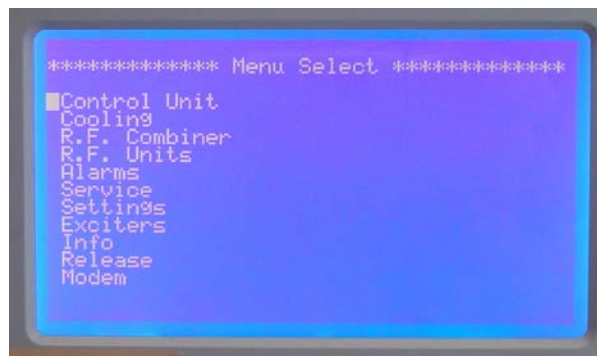 ************* Menu Select *************
Control Unit
Cooling
R.F. Combiner
R.F. Units
Alarms
Service
Settings
Exciters
Info
Release
Modem